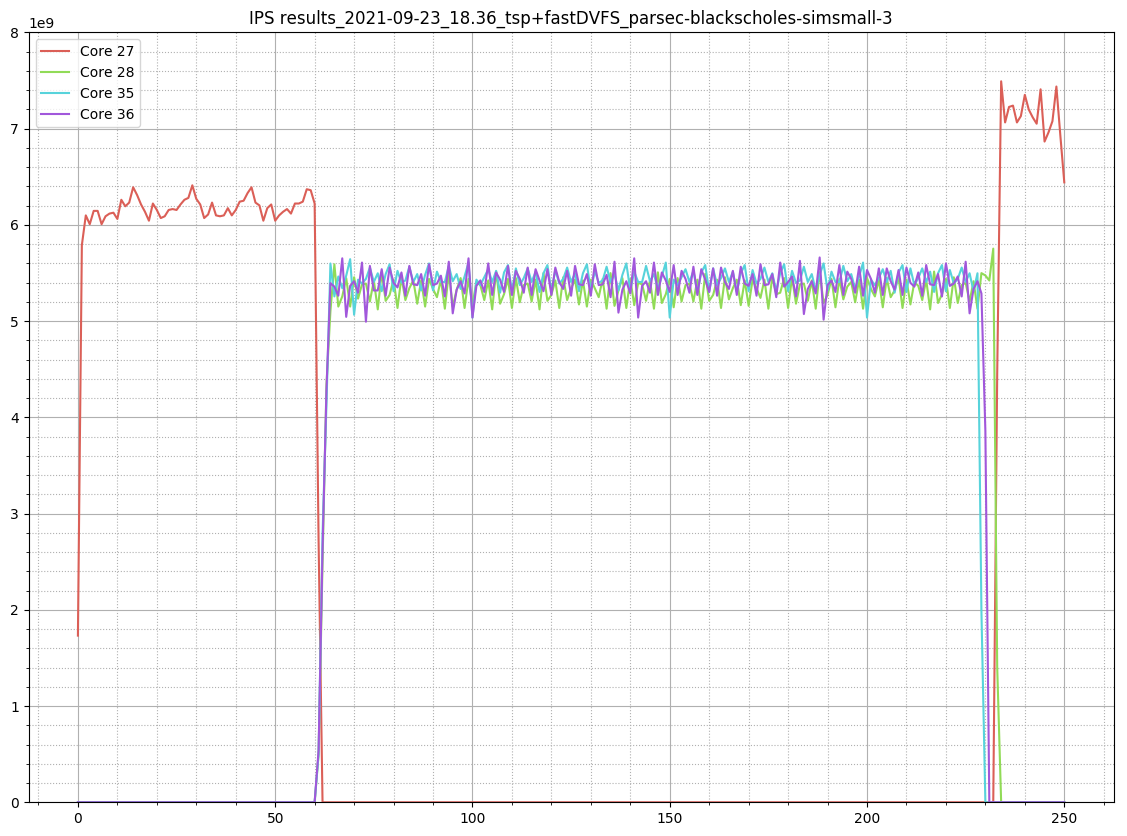 IPS results_2021-09-23_18.36_tsp+fastDVFS_parsec-blackscholes-simsmall-3
1e9
8
7
6
5
4
3
2
1
0
Core 27
Core 28
Core 35
Core 36
0
50
100
150
200
250